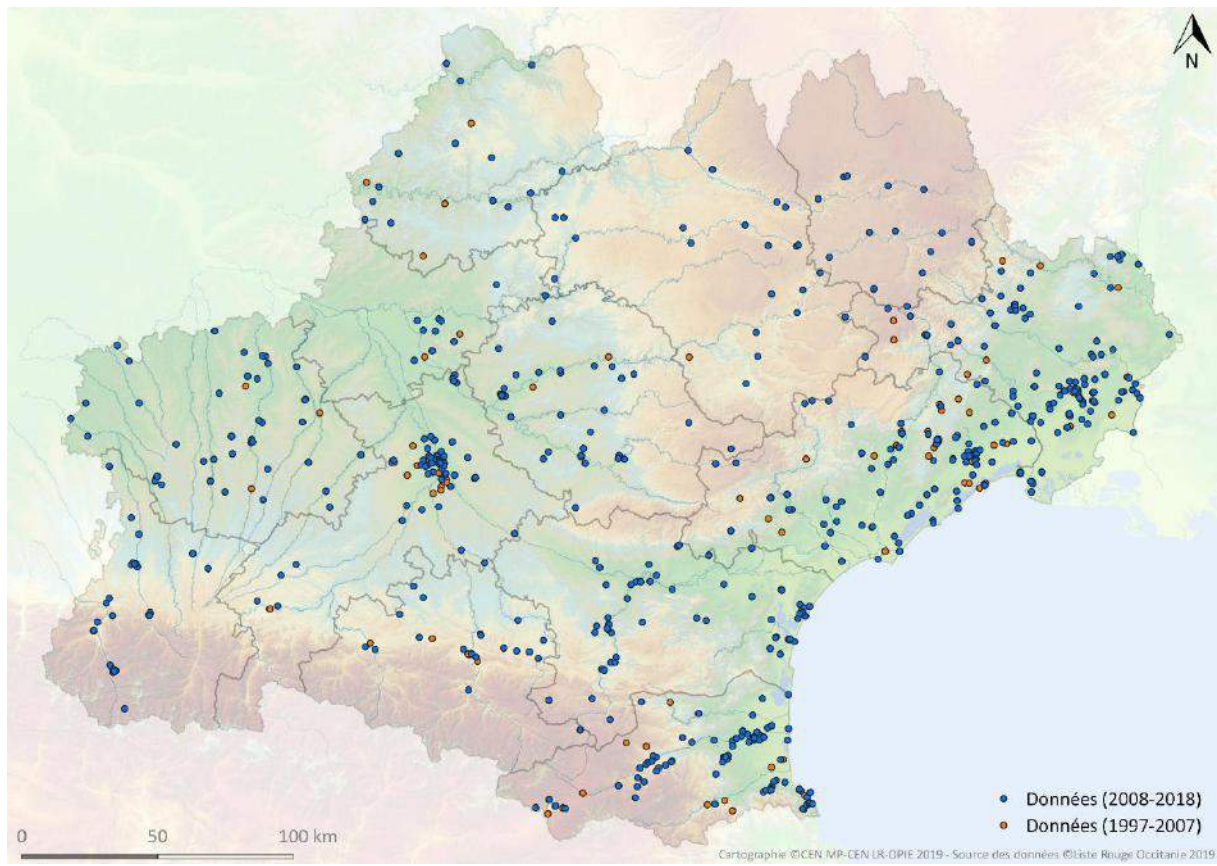 N
Données (2008-2018)
Données (1997-2007)
0 50 100 km
Cartographie ©CEN MP-CEN LR-OPIE 2019 - Source des données ©Liste Rouge Occitanie 2019